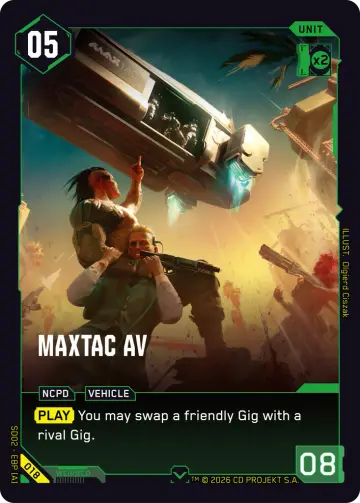 05
UNIT
x2
ILLUST. Digierd Ciszak
MAXTAC AV
NCPD
VEHICLE
PLAY You may swap a friendly Gig with a
rival Gig.
08
SD02 - EBP [A]
018
™ © 2026 CD PROJEKT S.A.